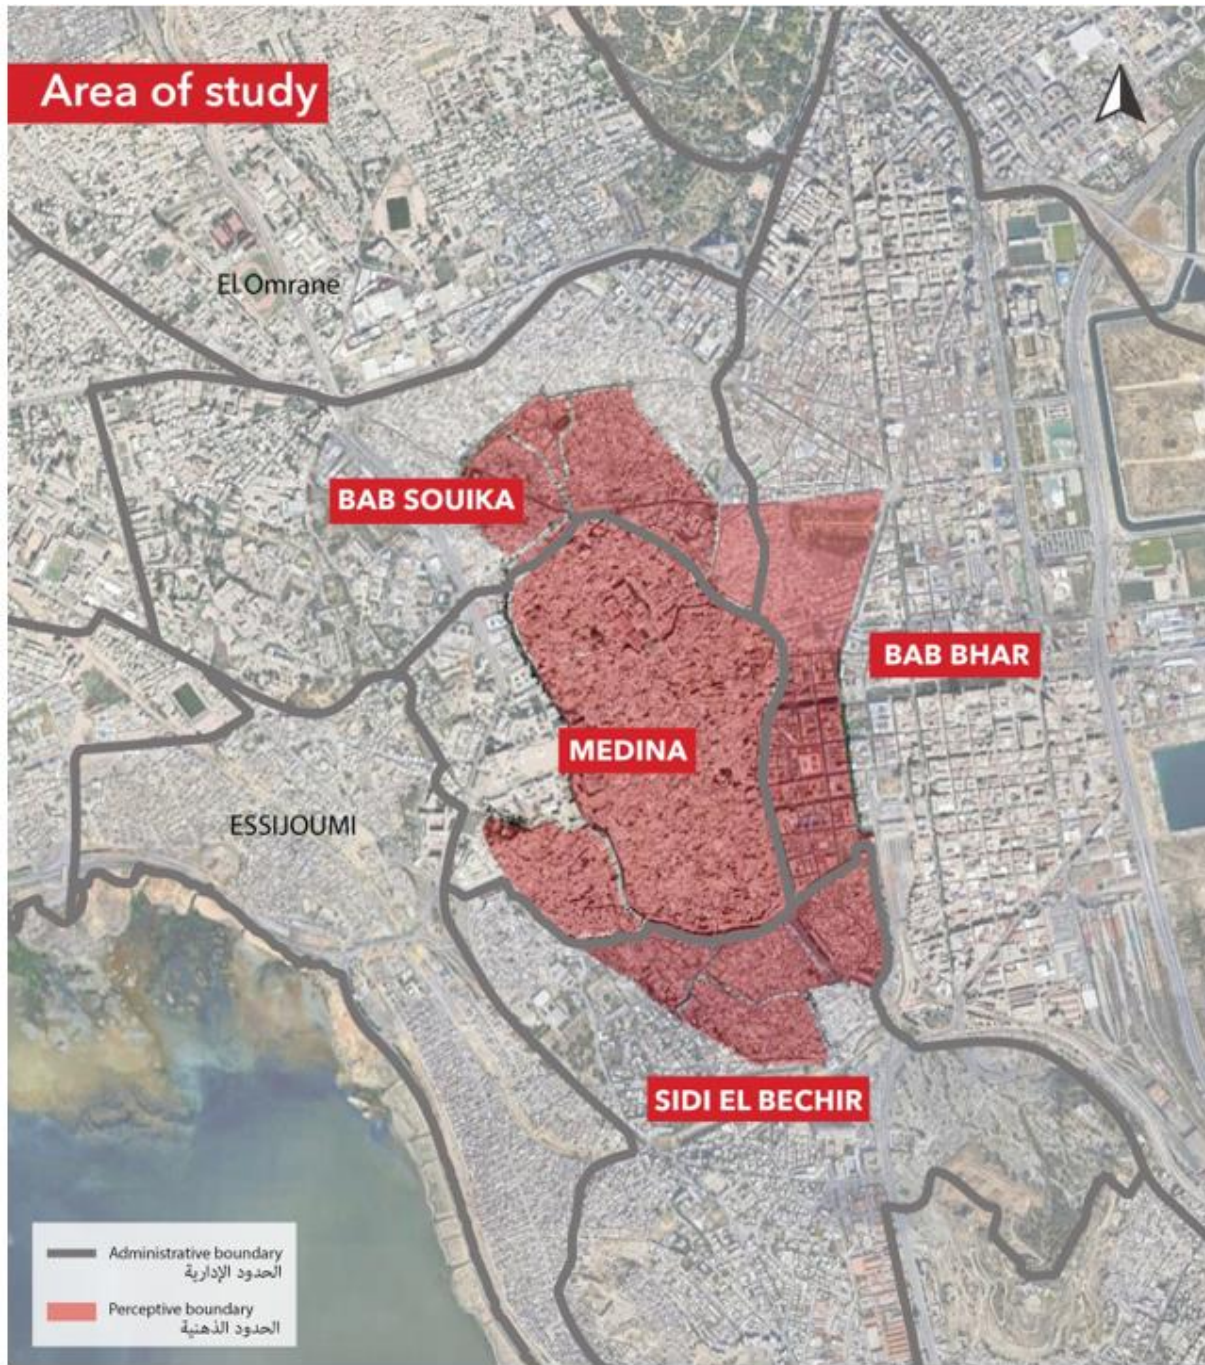 Area of study
El Omrane
BAB SOUIKA
BAB BHAR
MEDINA
ESSIJOUMI
SIDI EL BECHIR
Administrative boundary
الحدود الإدارية
Perceptive boundary
الحدود الذهنية